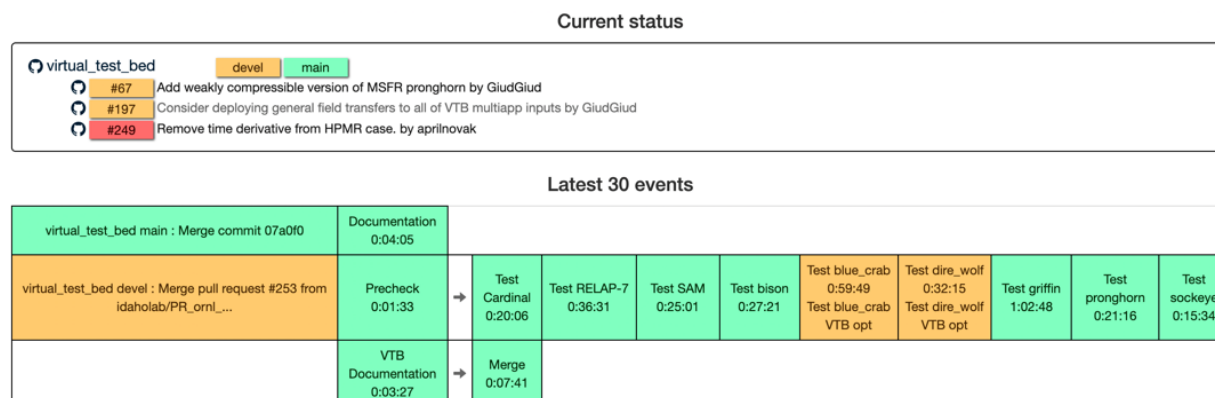 Current status
virtual_test_bed devel main
#67 Add weakly compressible version of MSFR pronghorn by GiudGiud
#197 Consider deploying general field transfers to all of VTB multiapp inputs by GiudGiud
#249 Remove time derivative from HPMR case. by aprilnovak
Latest 30 events
virtual_test_bed main : Merge commit 07a0f0
Documentation
0:04:05
virtual_test_bed devel : Merge pull request #253 from
idaholab/PR_ornl_...
Precheck
0:01:33
Test
Cardinal
0:20:06
Test RELAP-7
0:36:31
Test SAM
0:25:01
Test bison
0:27:21
Test blue_crab
0:59:49
Test blue_crab
VTB opt
Test dire_wolf
0:32:15
Test dire_wolf
VTB opt
Test griffin
1:02:48
Test
pronghorn
0:21:16
Test
sockeye
0:15:34
VTB
Documentation
0:03:27
Merge
0:07:41